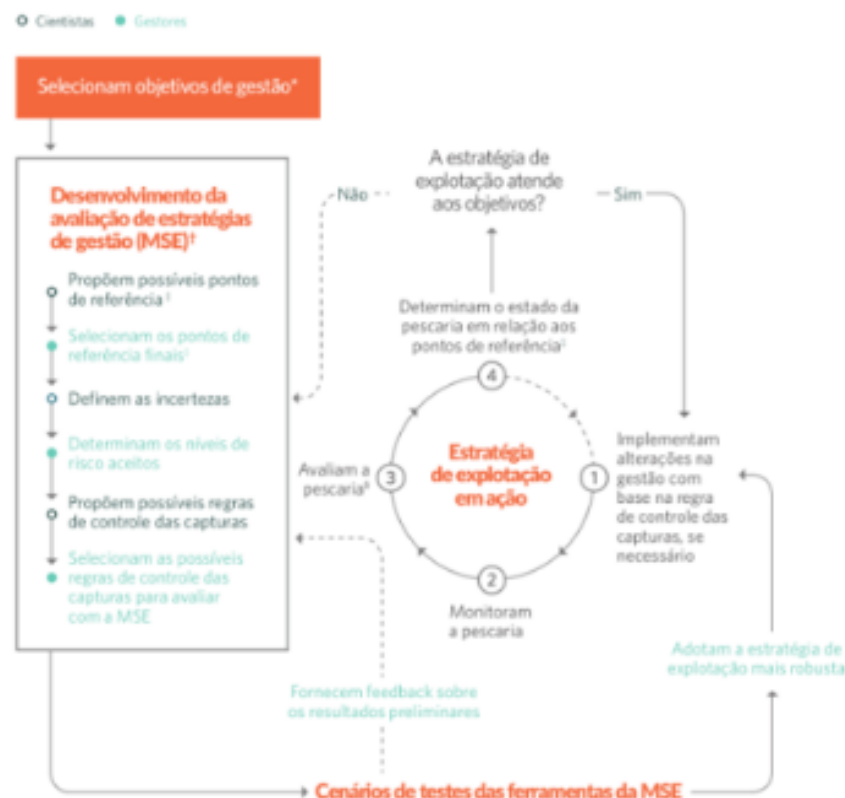 Cientistas Gestores
Selecionam objetivos de gestão*
Desenvolvimento da
avaliação de estratégias
de gestão (MSE)†
Propõem possíveis pontos
de referência‡
Selecionam os pontos de
referência finais‡
Definem as incertezas
Determinam os níveis de
risco aceitos
Propõem possíveis regras
de controle das capturas
Selecionam as possíveis
regras de controle das
capturas para avaliar
com a MSE
A estratégia de
explotação atende
aos objetivos?
Não
Sim
Determinam o estado da
pescaria em relação aos
pontos de referência‡
4
Avaliam a
pescaria§
3
Estratégia
de explotação
em ação
1
Implementam
alterações na
gestão com
base na regra
de controle das
capturas, se
necessário
2
Monitoram
a pescaria
Adotam a estratégia de
explotação mais robusta
Fornecem feedback sobre
os resultados preliminares
Cenários de testes das ferramentas da MSE